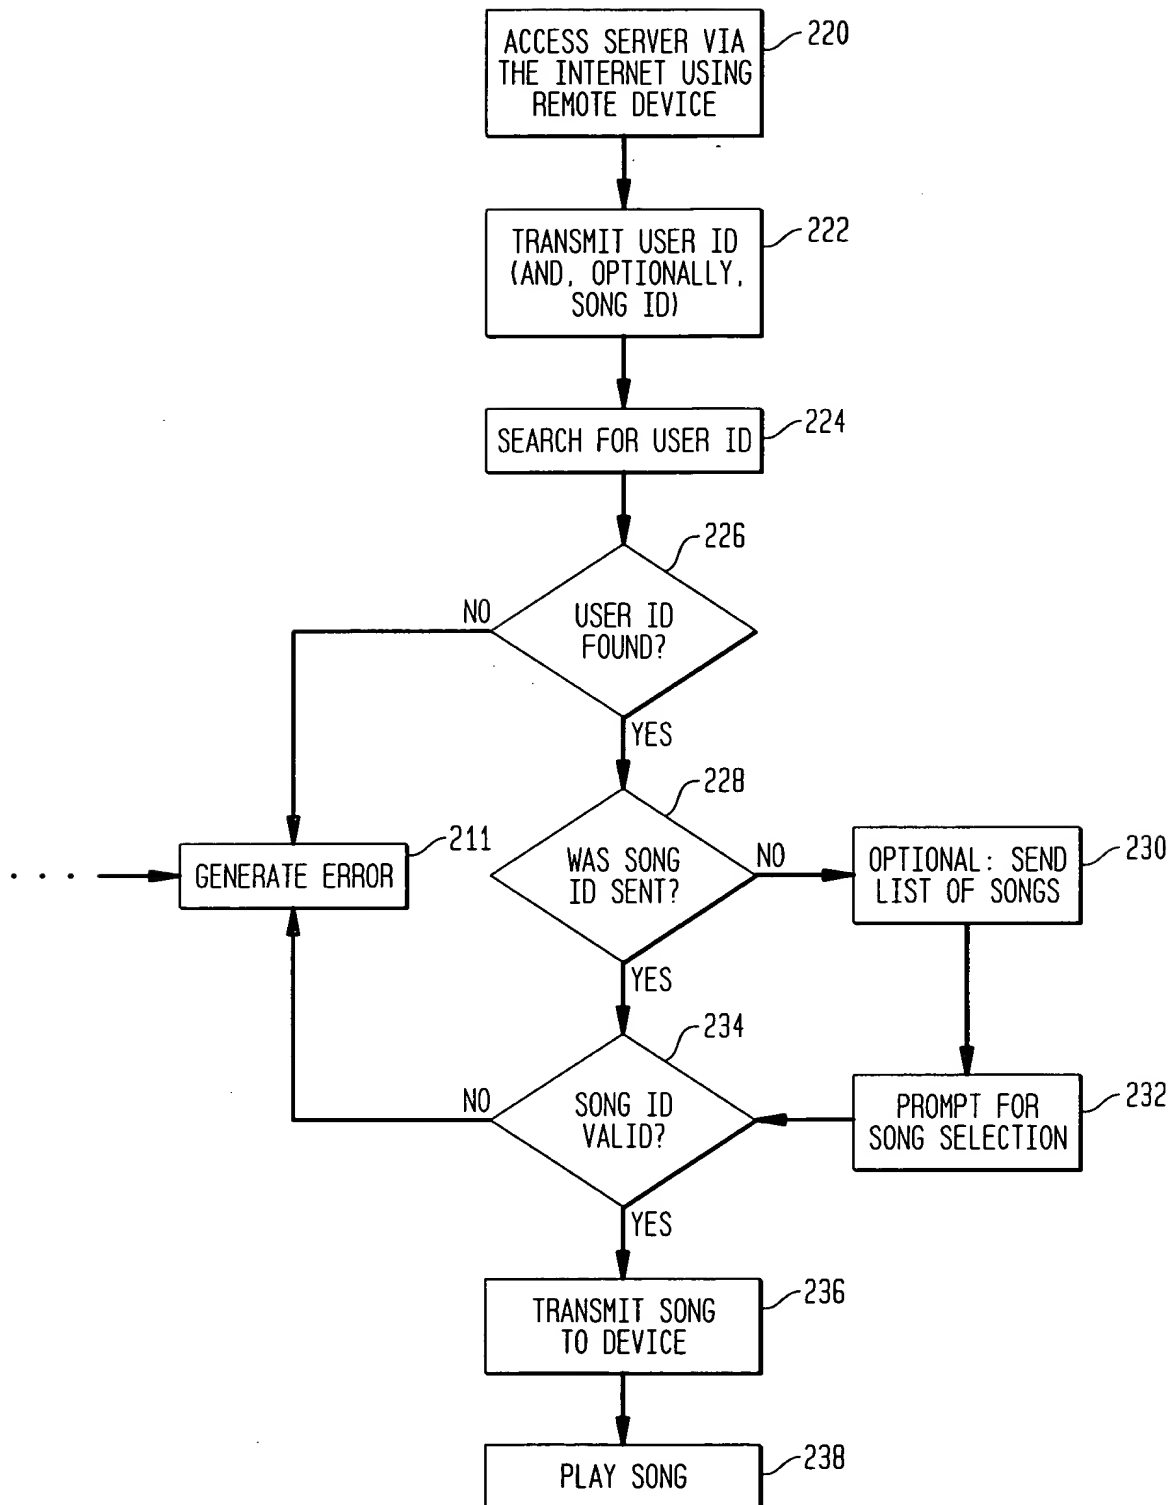 ACCESS SERVER VIA
THE INTERNET USING
REMOTE DEVICE
220
TRANSMIT USER ID
(AND, OPTIONALLY,
SONG ID)
222
SEARCH FOR USER ID
224
226
USER ID
FOUND?
NO
YES
228
WAS SONG
ID SENT?
NO
YES
OPTIONAL: SEND
LIST OF SONGS
230
. . .
GENERATE ERROR
211
234
SONG ID
VALID?
NO
YES
PROMPT FOR
SONG SELECTION
232
TRANSMIT SONG
TO DEVICE
236
PLAY SONG
238